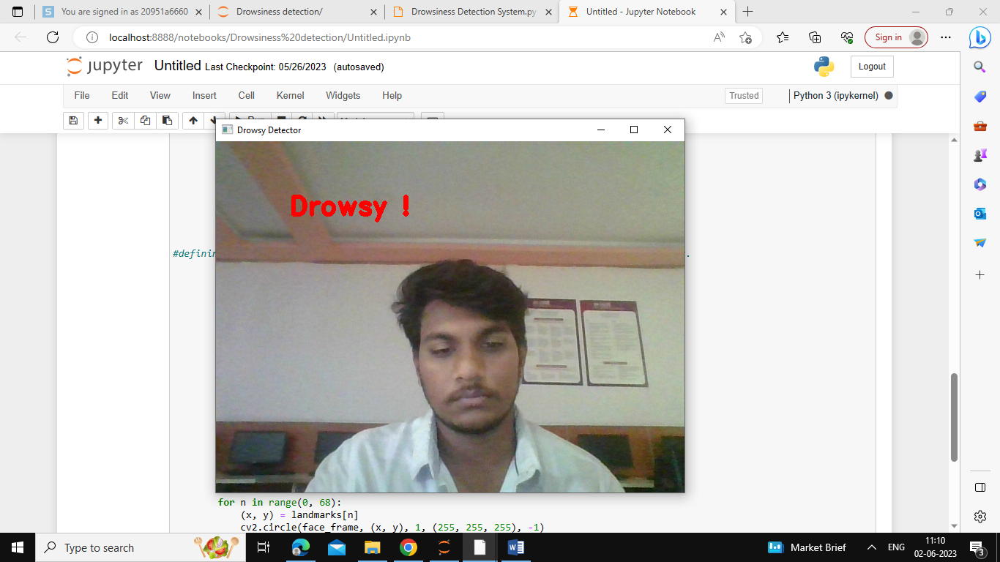 You are signed in as 20951a6660
Drowsiness detection/
Drowsiness Detection System.py
Untitled - Jupyter Notebook
localhost:8888/notebooks/Drowsiness%20detection/Untitled.ipynb
Sign in
jupyter Untitled Last Checkpoint: 05/26/2023 (autosaved)
Logout
File Edit View Insert Cell Kernel Widgets Help
Trusted
Python 3 (ipykernel)
Drowsy Detector
Drowsy !
for n in range(0, 68):
(x, y) = landmarks[n]
cv2.circle(face_frame, (x, y), 1, (255, 255, 255), -1)
Type to search
Market Brief
ENG
11:10
02-06-2023
3